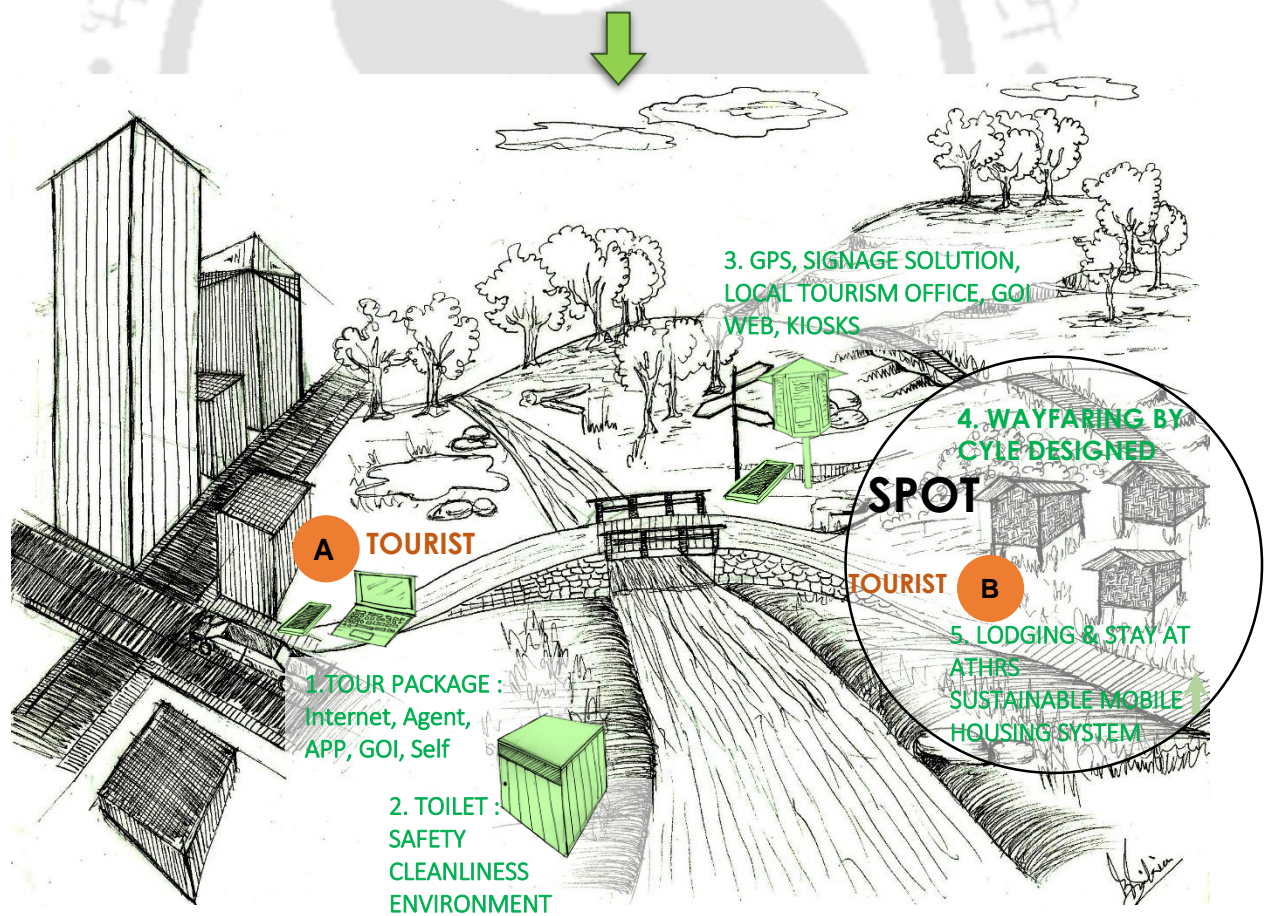 3. GPS, SIGNAGE SOLUTION,
LOCAL TOURISM OFFICE, GOI
WEB, KIOSKS
4. WAYFARING BY
CYLE DESIGNED
SPOT
A TOURIST
TOURIST B
5. LODGING & STAY AT
ATHRS
SUSTAINABLE MOBILE
HOUSING SYSTEM
1.TOUR PACKAGE :
Internet, Agent,
APP, GOI, Self
2. TOILET :
SAFETY
CLEANLINESS
ENVIRONMENT